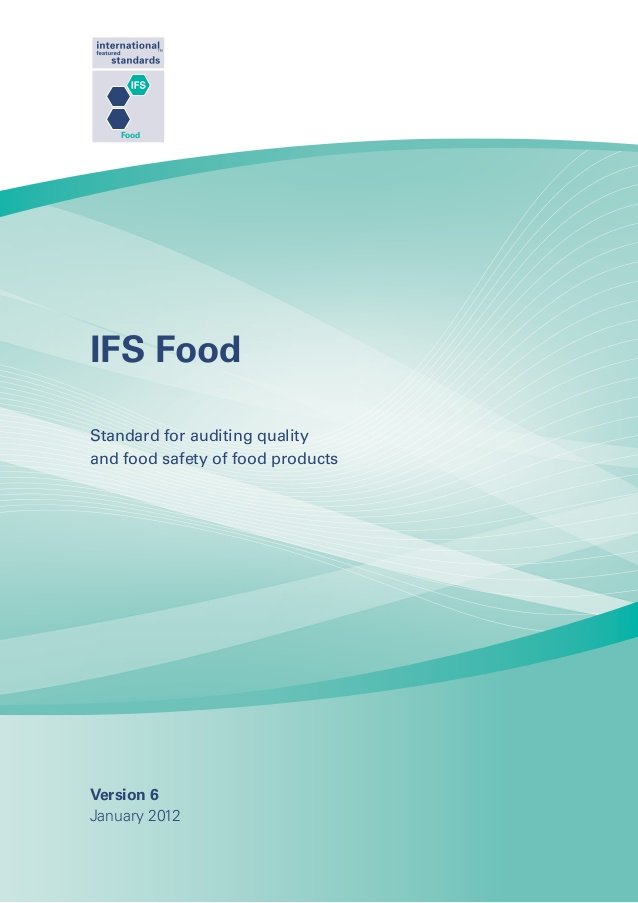 international
featured
standards
IFS
Food
IFS Food
Standard for auditing quality
and food safety of food products
Version 6
January 2012